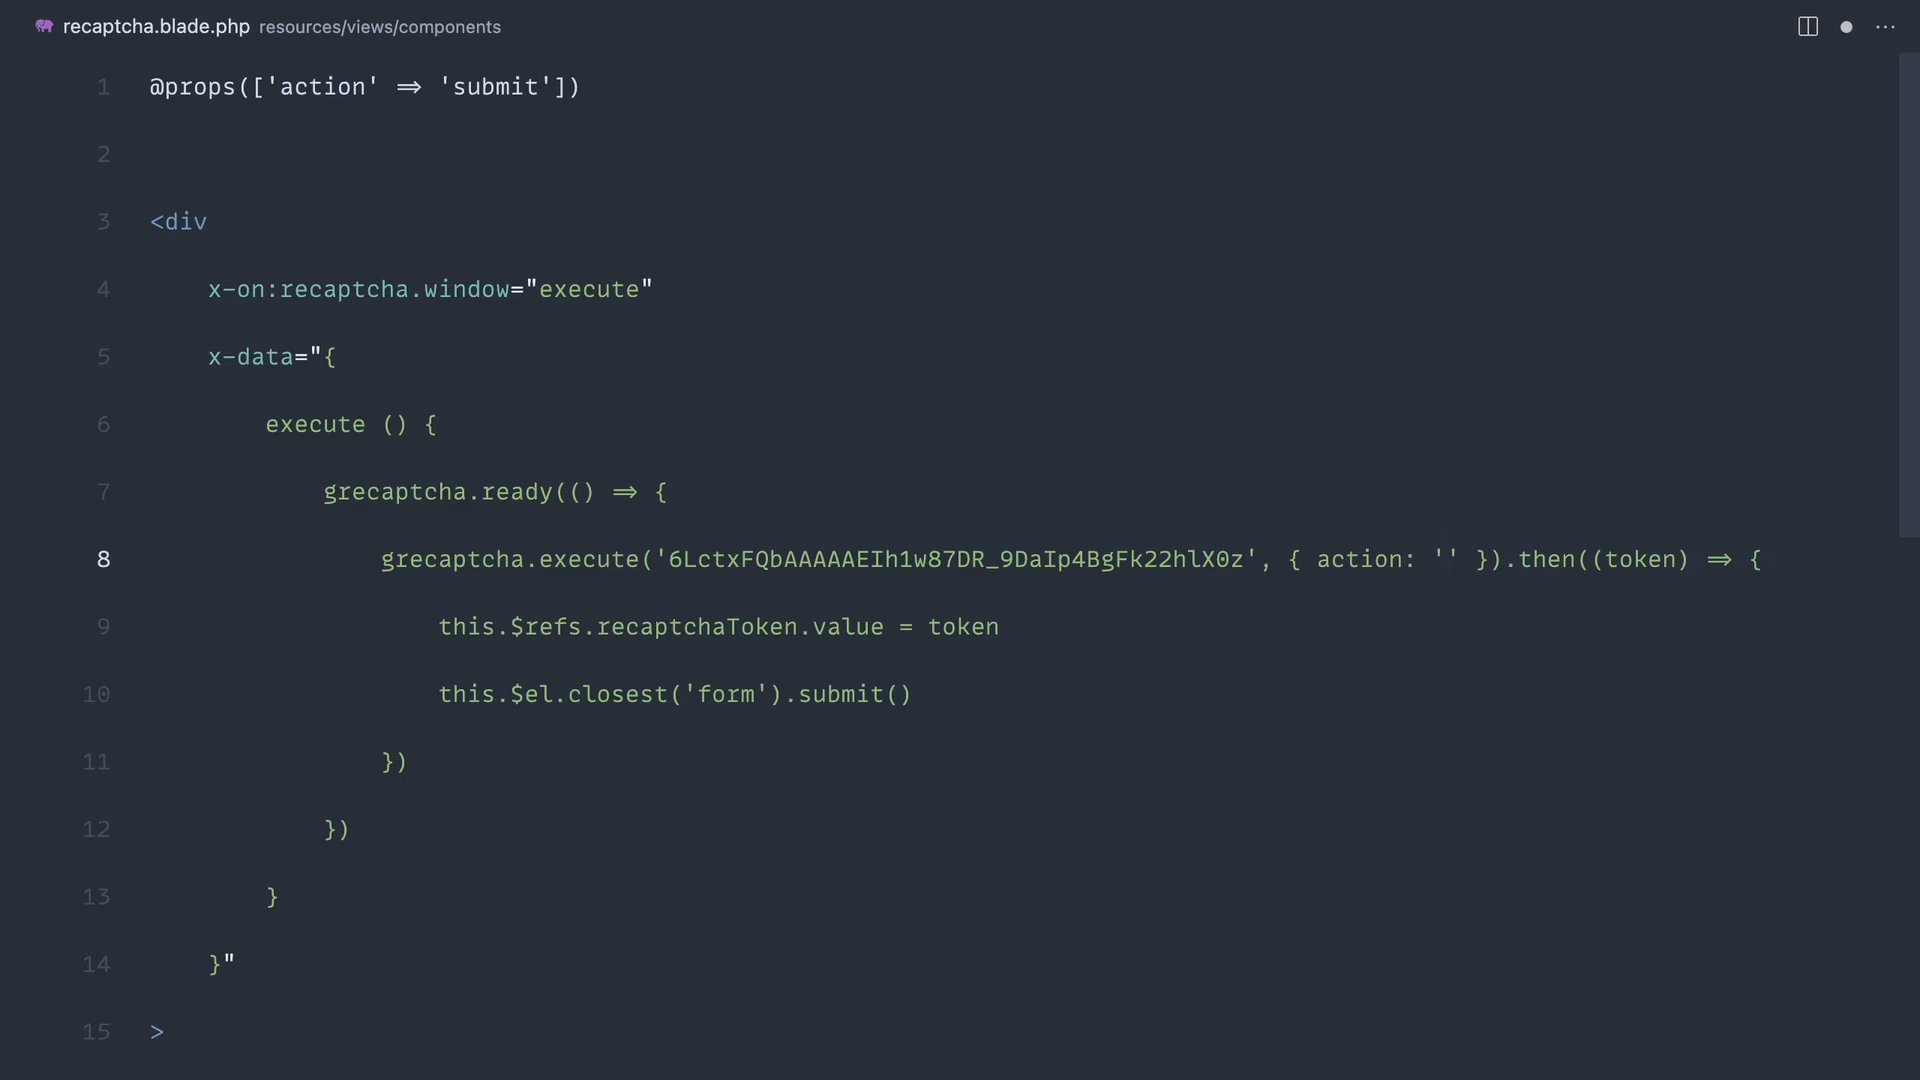 recaptcha.blade.php resources/views/components
1 @props(['action' => 'submit'])
2
3 <div
4 x-on:recaptcha.window="execute"
5 x-data="{
6 execute () {
7 grecaptcha.ready(() => {
8 grecaptcha.execute('6LctxFQbAAAAAEIh1w87DR_9DaIp4BgFk22hlX0z', { action: '' }).then((token) => {
9 this.$refs.recaptchaToken.value = token
10 this.$el.closest('form').submit()
11 })
12 })
13 }
14 }"
15 >